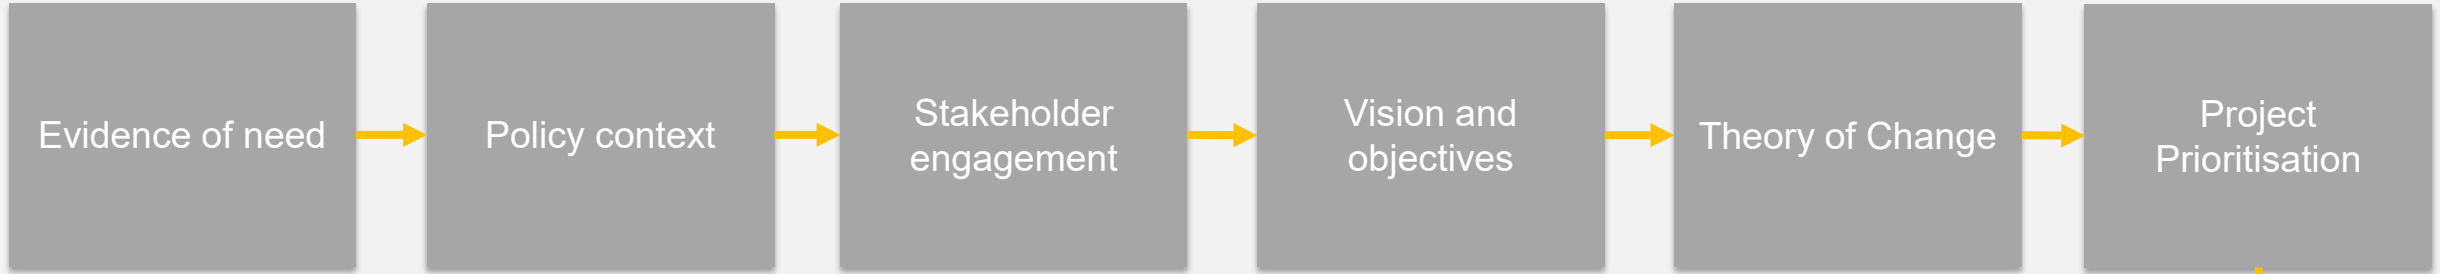 Evidence of need
Policy context
Stakeholder
engagement
Vision and
objectives
Theory of Change
Project
Prioritisation